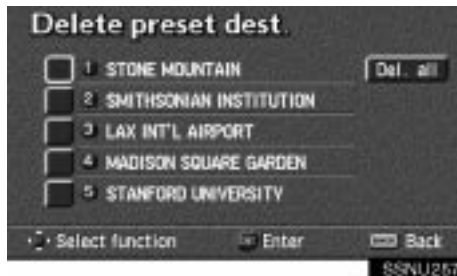 Delete preset dest.
1 STONE MOUNTAIN Del. all
2 SMITHSONIAN INSTITUTION
3 LAX INT'L AIRPORT
4 MADISON SQUARE GARDEN
5 STANFORD UNIVERSITY
Select function Enter Back
SSNU257